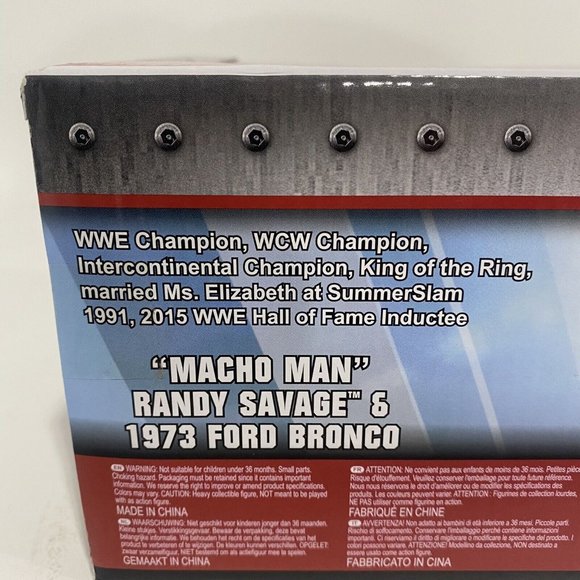 WWE Champion, WCW Champion,
Intercontinental Champion, King of the Ring,
married Ms. Elizabeth at SummerSlam
1991, 2015 WWE Hall of Fame Inductee
“MACHO MAN”
RANDY SAVAGE™ &
1973 FORD BRONCO
EN WARNING: Not suitable for children under 36 months. Small parts.
Choking hazard. Packaging must be retained since it contains important
information. We reserve the right to improve or amend product specifications.
Colors may vary. CAUTION: Heavy collectible figure, NOT meant to be played
with as action figure.
MADE IN CHINA
NL WAARSCHUWING: Niet geschikt voor kinderen jonger dan 36 maanden.
Kleine stukjes. Verstikkingsgevaar. Bewaar de verpakking, deze bevat
belangrijke informatie. We behouden het recht om de specificaties van het
product te verbeteren of te wijzigen. De kleuren kunnen verschillen. OPGELET:
zwaar verzamelfiguur, NIET bestemd om als actiefiguur mee te spelen.
GEMAAKT IN CHINA
FR ATTENTION: Ne convient pas aux enfants de moins de 36 mois. Petites pièc
Risque d'étouffement. Veuillez conserver l'emballage pour toute future référence.
Nous nous réservons le droit d'améliorer ou de modifier les spécifications des
produits. Les couleurs peuvent varier. ATTENTION : Figurines de collection lourdes,
NE PAS utiliser comme figurine en action.
FABRIQUÉ EN CHINE
IT AVVERTENZA! Non adatto ai bambini di età inferiore a 36 mesi. Piccole parti.
Rischio di soffocamento. Conservare l'imballaggio perché contiene informazioni
importanti. Ci riserviamo il diritto di migliorare o modificare le specifiche del prodotto.
I colori possono variare. ATTENZIONE! Modellino da collezione, NON destinato a
essere usato come action figure.
FABBRICATO IN CINA